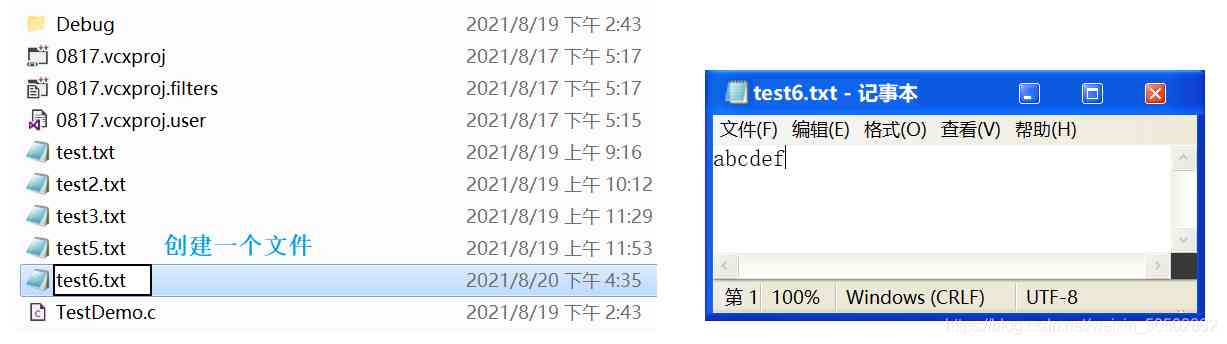 Debug 2021/8/19 下午 2:43
0817.vcxproj 2021/8/17 下午 5:17
0817.vcxproj.filters 2021/8/17 下午 5:17
0817.vcxproj.user 2021/8/17 下午 5:15
test.txt 2021/8/19 上午 9:16
test2.txt 2021/8/19 上午 10:12
test3.txt 2021/8/19 上午 11:29
test5.txt 创建一个文件 2021/8/19 上午 11:53
test6.txt 2021/8/20 下午 4:35
TestDemo.c 2021/8/19 下午 2:43
test6.txt - 记事本
文件(F) 编辑(E) 格式(O) 查看(V) 帮助(H)
abcdef
第 1 100% Windows (CRLF) UTF-8